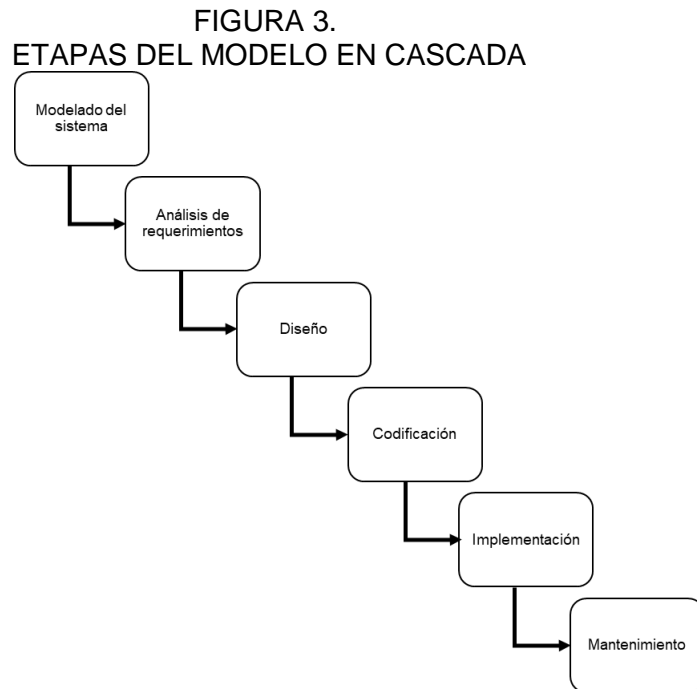 FIGURA 3.
ETAPAS DEL MODELO EN CASCADA
Modelado del
sistema
Análisis de
requerimientos
Diseño
Codificación
Implementación
Mantenimiento